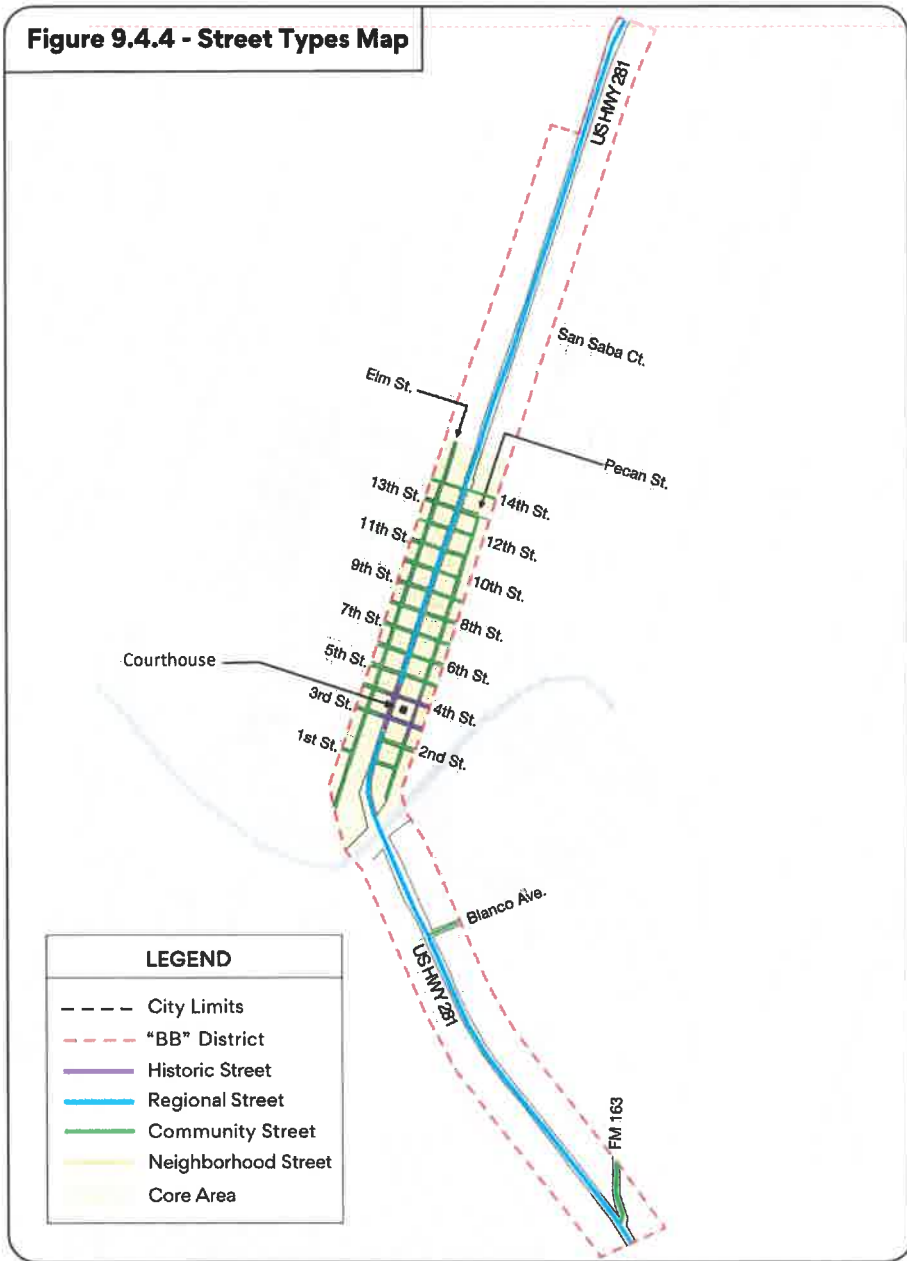 Figure 9.4.4 - Street Types Map
US HWY 281
San Saba Ct.
Elm St.
Pecan St.
13th St.
14th St.
11th St.
12th St.
9th St.
10th St.
7th St.
8th St.
5th St.
6th St.
Courthouse
3rd St.
4th St.
1st St.
2nd St.
Blanco Ave.
US HWY 281
FM 163
LEGEND
City Limits
"BB" District
Historic Street
Regional Street
Community Street
Neighborhood Street
Core Area